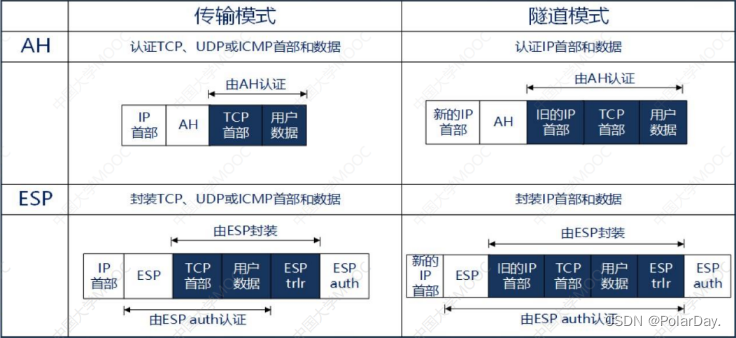 传输模式
隧道模式
AH
认证TCP、UDP或ICMP首部和数据
认证IP首部和数据
由AH认证
IP
首部
AH
TCP
首部
用户
数据
由AH认证
新的IP
首部
AH
旧的IP
首部
TCP
首部
用户
数据
ESP
封装TCP、UDP或ICMP首部和数据
封装IP首部和数据
由ESP封装
IP
首部
ESP
TCP
首部
用户
数据
ESP
trlr
ESP
auth
由ESP auth认证
由ESP封装
新的
IP
首部
ESP
旧的IP
首部
TCP
首部
用户
数据
ESP
trlr
ESP
auth
由ESP auth认证
CSDN @PolarDay.
中国大学MOOC